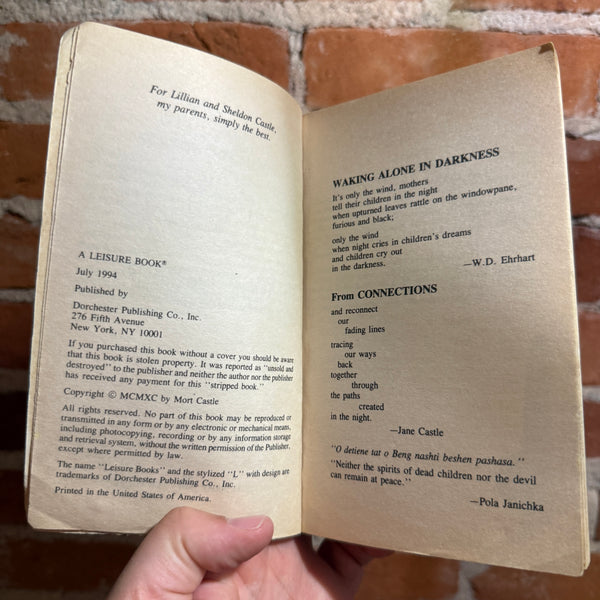 For Lillian and Sheldon Castle,
my parents, simply the best.
A LEISURE BOOK®
July 1994
Published by
Dorchester Publishing Co., Inc.
276 Fifth Avenue
New York, NY 10001
If you purchased this book without a cover you should be aware
that this book is stolen property. It was reported as "unsold and
destroyed" to the publisher and neither the author nor the publisher
has received any payment for this "stripped book."
Copyright © MCMXC by Mort Castle
All rights reserved. No part of this book may be reproduced or
transmitted in any form or by any electronic or mechanical means,
including photocopying, recording or by any information storage
and retrieval system, without the written permission of the Publisher,
except where permitted by law.
The name "Leisure Books" and the stylized "L" with design are
trademarks of Dorchester Publishing Co., Inc.
Printed in the United States of America.
WAKING ALONE IN DARKNESS
It's only the wind, mothers
tell their children in the night
when upturned leaves rattle on the windowpane,
furious and black;
only the wind
when night cries in children's dreams
and children cry out
in the darkness.
—W.D. Ehrhart
From CONNECTIONS
and reconnect
our
fading lines
tracing
our ways
back
together
through
the paths
created
in the night.
—Jane Castle
"O detiene tat o Beng nashti beshen pashasa."
"Neither the spirits of dead children nor the devil
can remain at peace."
—Pola Janichka